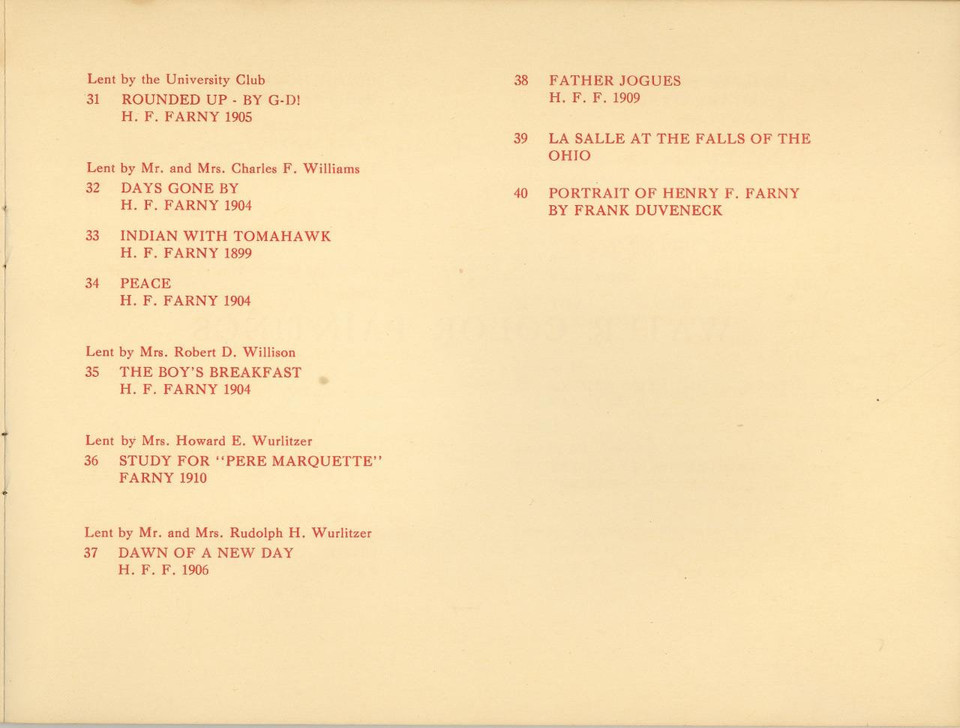 Lent by the University Club
31 ROUNDED UP - BY G-D!
H. F. FARNY 1905
Lent by Mr. and Mrs. Charles F. Williams
32 DAYS GONE BY
H. F. FARNY 1904
33 INDIAN WITH TOMAHAWK
H. F. FARNY 1899
34 PEACE
H. F. FARNY 1904
Lent by Mrs. Robert D. Willison
35 THE BOY'S BREAKFAST
H. F. FARNY 1904
Lent by Mrs. Howard E. Wurlitzer
36 STUDY FOR "PERE MARQUETTE"
FARNY 1910
Lent by Mr. and Mrs. Rudolph H. Wurlitzer
37 DAWN OF A NEW DAY
H. F. F. 1906
38 FATHER JOGUES
H. F. F. 1909
39 LA SALLE AT THE FALLS OF THE
OHIO
40 PORTRAIT OF HENRY F. FARNY
BY FRANK DUVENECK